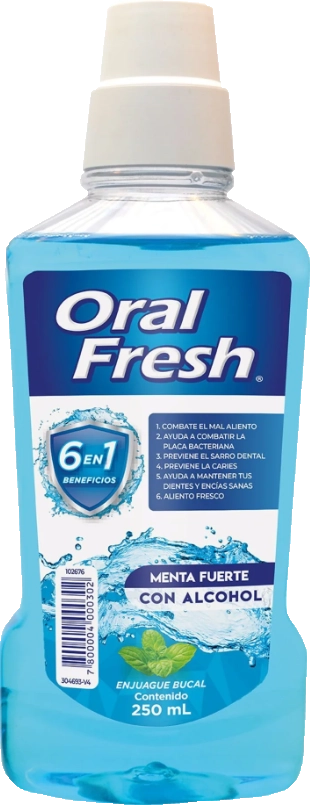 Oral
Fresh®
6 EN 1
BENEFICIOS
1. COMBATE EL MAL ALIENTO
2. AYUDA A COMBATIR LA
PLACA BACTERIANA
3. PREVIENE EL SARRO DENTAL
4. PREVIENE LA CARIES
5. AYUDA A MANTENER TUS
DIENTES Y ENCÍAS SANAS
6. ALIENTO FRESCO
102676
7 800004 000302
304693-V4
MENTA FUERTE
CON ALCOHOL
ENJUAGUE BUCAL
Contenido
250 mL